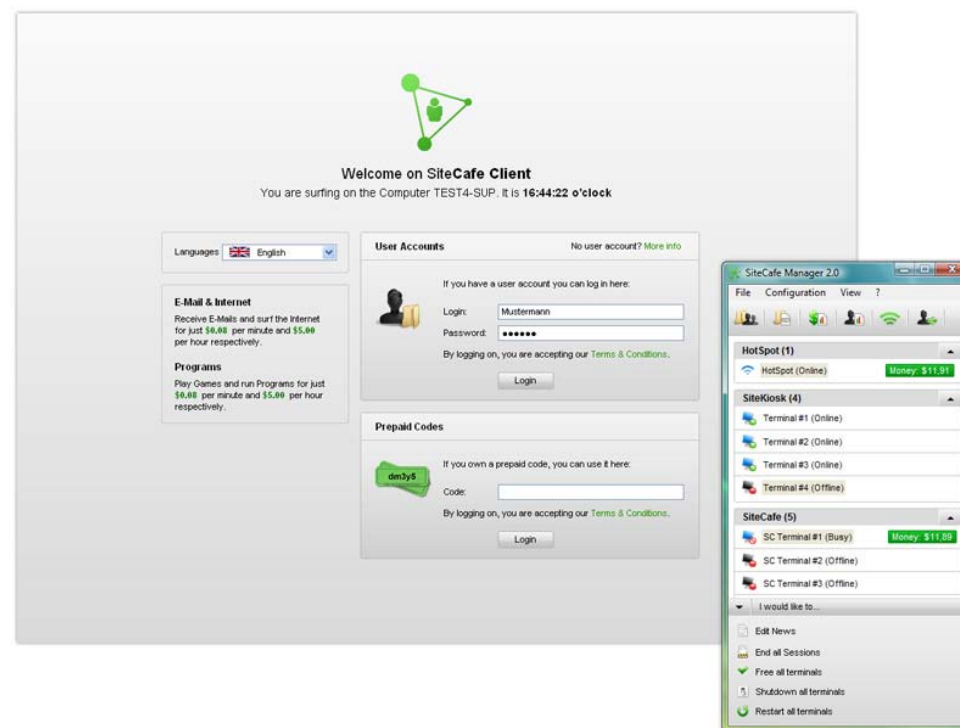 Welcome on SiteCafe Client
You are surfing on the Computer TEST4-SUP. It is 16:44:22 o'clock
Languages English
E-Mail & Internet
Receive E-Mails and surf the Internet
for just $0.08 per minute and $5.00
per hour respectively.
Programs
Play Games and run Programs for just
$0.08 per minute and $5.00 per hour
respectively.
User Accounts No user account? More info
If you have a user account you can log in here:
Login: Mustermann
Password: ●●●●●●
By logging on, you are accepting our Terms & Conditions.
Login
Prepaid Codes
dm3y5
If you own a prepaid code, you can use it here:
Code:
By logging on, you are accepting our Terms & Conditions.
Login
SiteCafe Manager 2.0
File Configuration View ?
HotSpot (1)
HotSpot (Online) Money: $11,91
SiteKiosk (4)
Terminal #1 (Online)
Terminal #2 (Online)
Terminal #3 (Online)
Terminal #4 (Offline)
SiteCafe (5)
SC Terminal #1 (Busy) Money: $11,89
SC Terminal #2 (Offline)
SC Terminal #3 (Offline)
I would like to...
Edit News
End all Sessions
Free all terminals
Shutdown all terminals
Restart all terminals